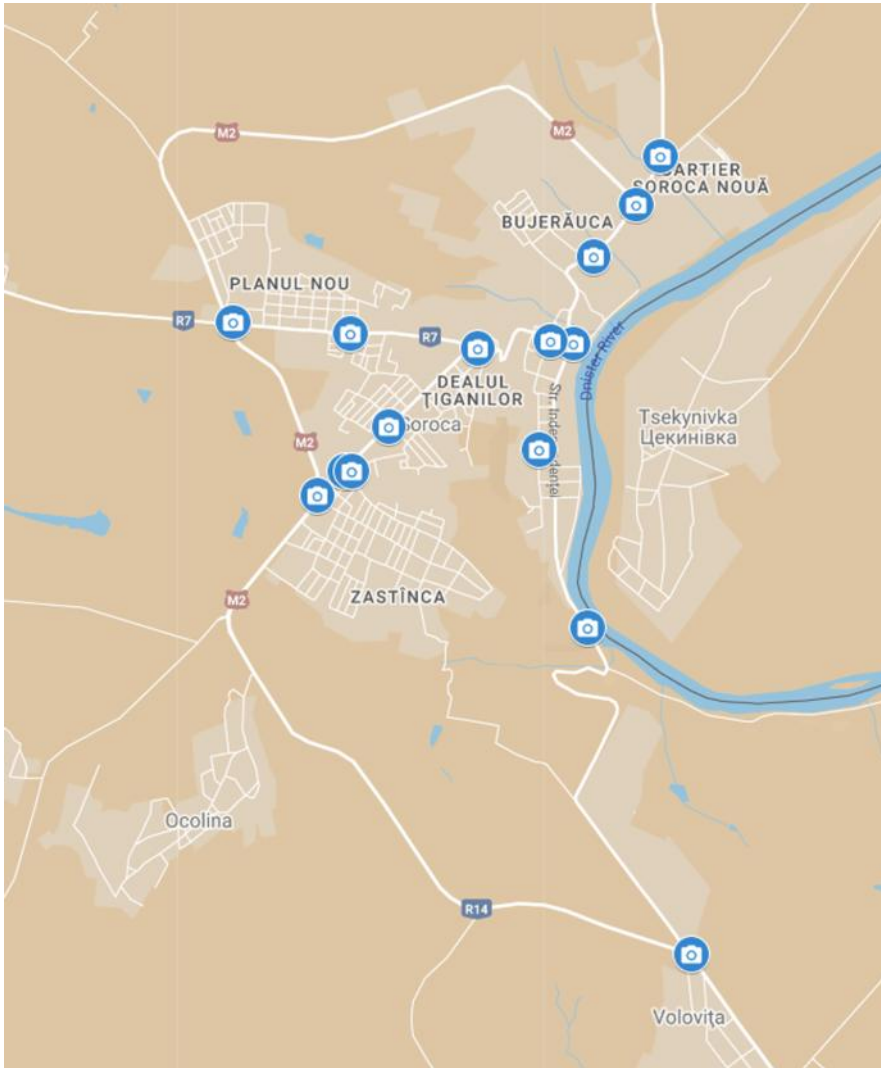 M2
M2
CARTIER
SOROCA NOUĂ
BUJERĂUCA
PLANUL NOU
R7
R7
Dnister River
DEALUL
ȚIGANILOR
Soroca
Str. Independenței
Tsekynivka
Цекинівка
M2
ZASTÎNCA
M2
Ocolina
R14
Volovița